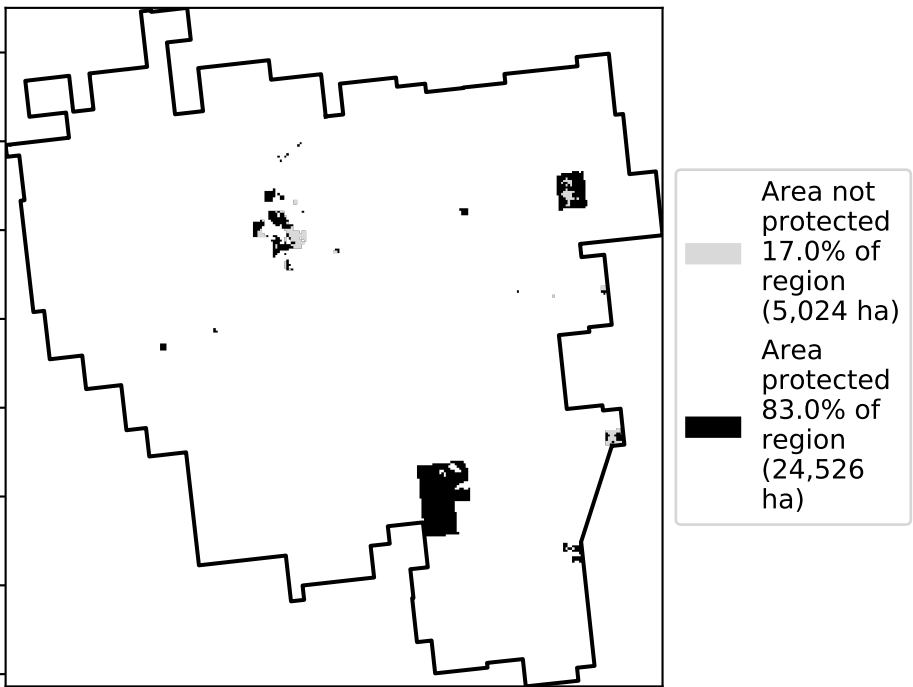 Area not
protected
17.0% of
region
(5,024 ha)
Area
protected
83.0% of
region
(24,526
ha)